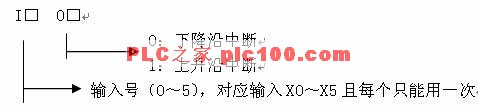 I□ 0□
0：下降沿中断
PLC之家 plc100.com
1：上升沿中断
输入号（0～5），对应输入X0～X5且每个只能用一次